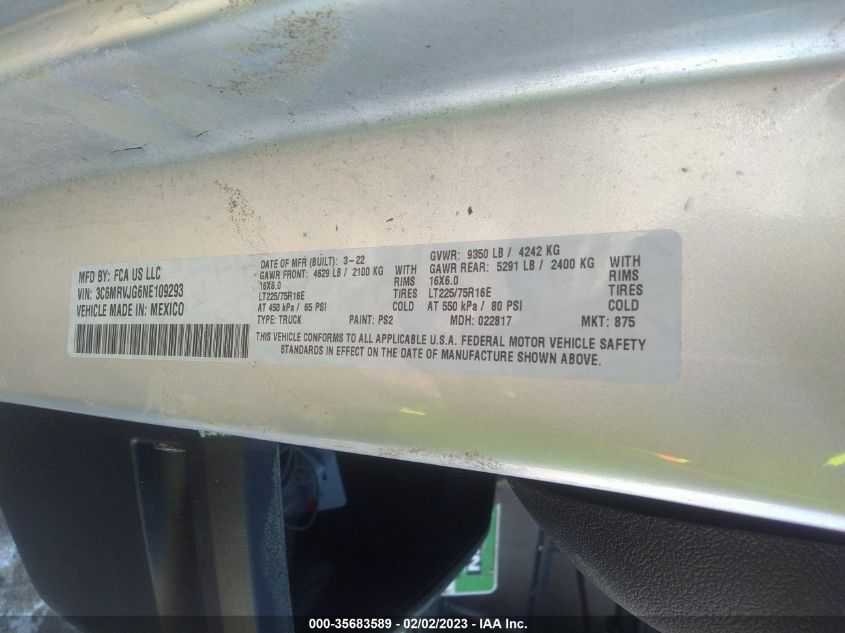 MFD BY: FCA US LLC
VIN: 3C6MRVJG6NE109293
VEHICLE MADE IN: MEXICO
DATE OF MFR (BUILT): 3-22
GAWR FRONT: 4629 LB / 2100 KG WITH
16X6.0 RIMS
LT225/75R16E TIRES
AT 450 kPa / 65 PSI COLD
TYPE: TRUCK PAINT: PS2
GVWR: 9350 LB / 4242 KG
GAWR REAR: 5291 LB / 2400 KG WITH
16X6.0 RIMS
LT225/75R16E TIRES
AT 550 kPa / 80 PSI COLD
MDH: 022817 MKT: 875
THIS VEHICLE CONFORMS TO ALL APPLICABLE U.S.A. FEDERAL MOTOR VEHICLE SAFETY
STANDARDS IN EFFECT ON THE DATE OF MANUFACTURE SHOWN ABOVE.
000-35683589 - 02/02/2023 - IAA Inc.